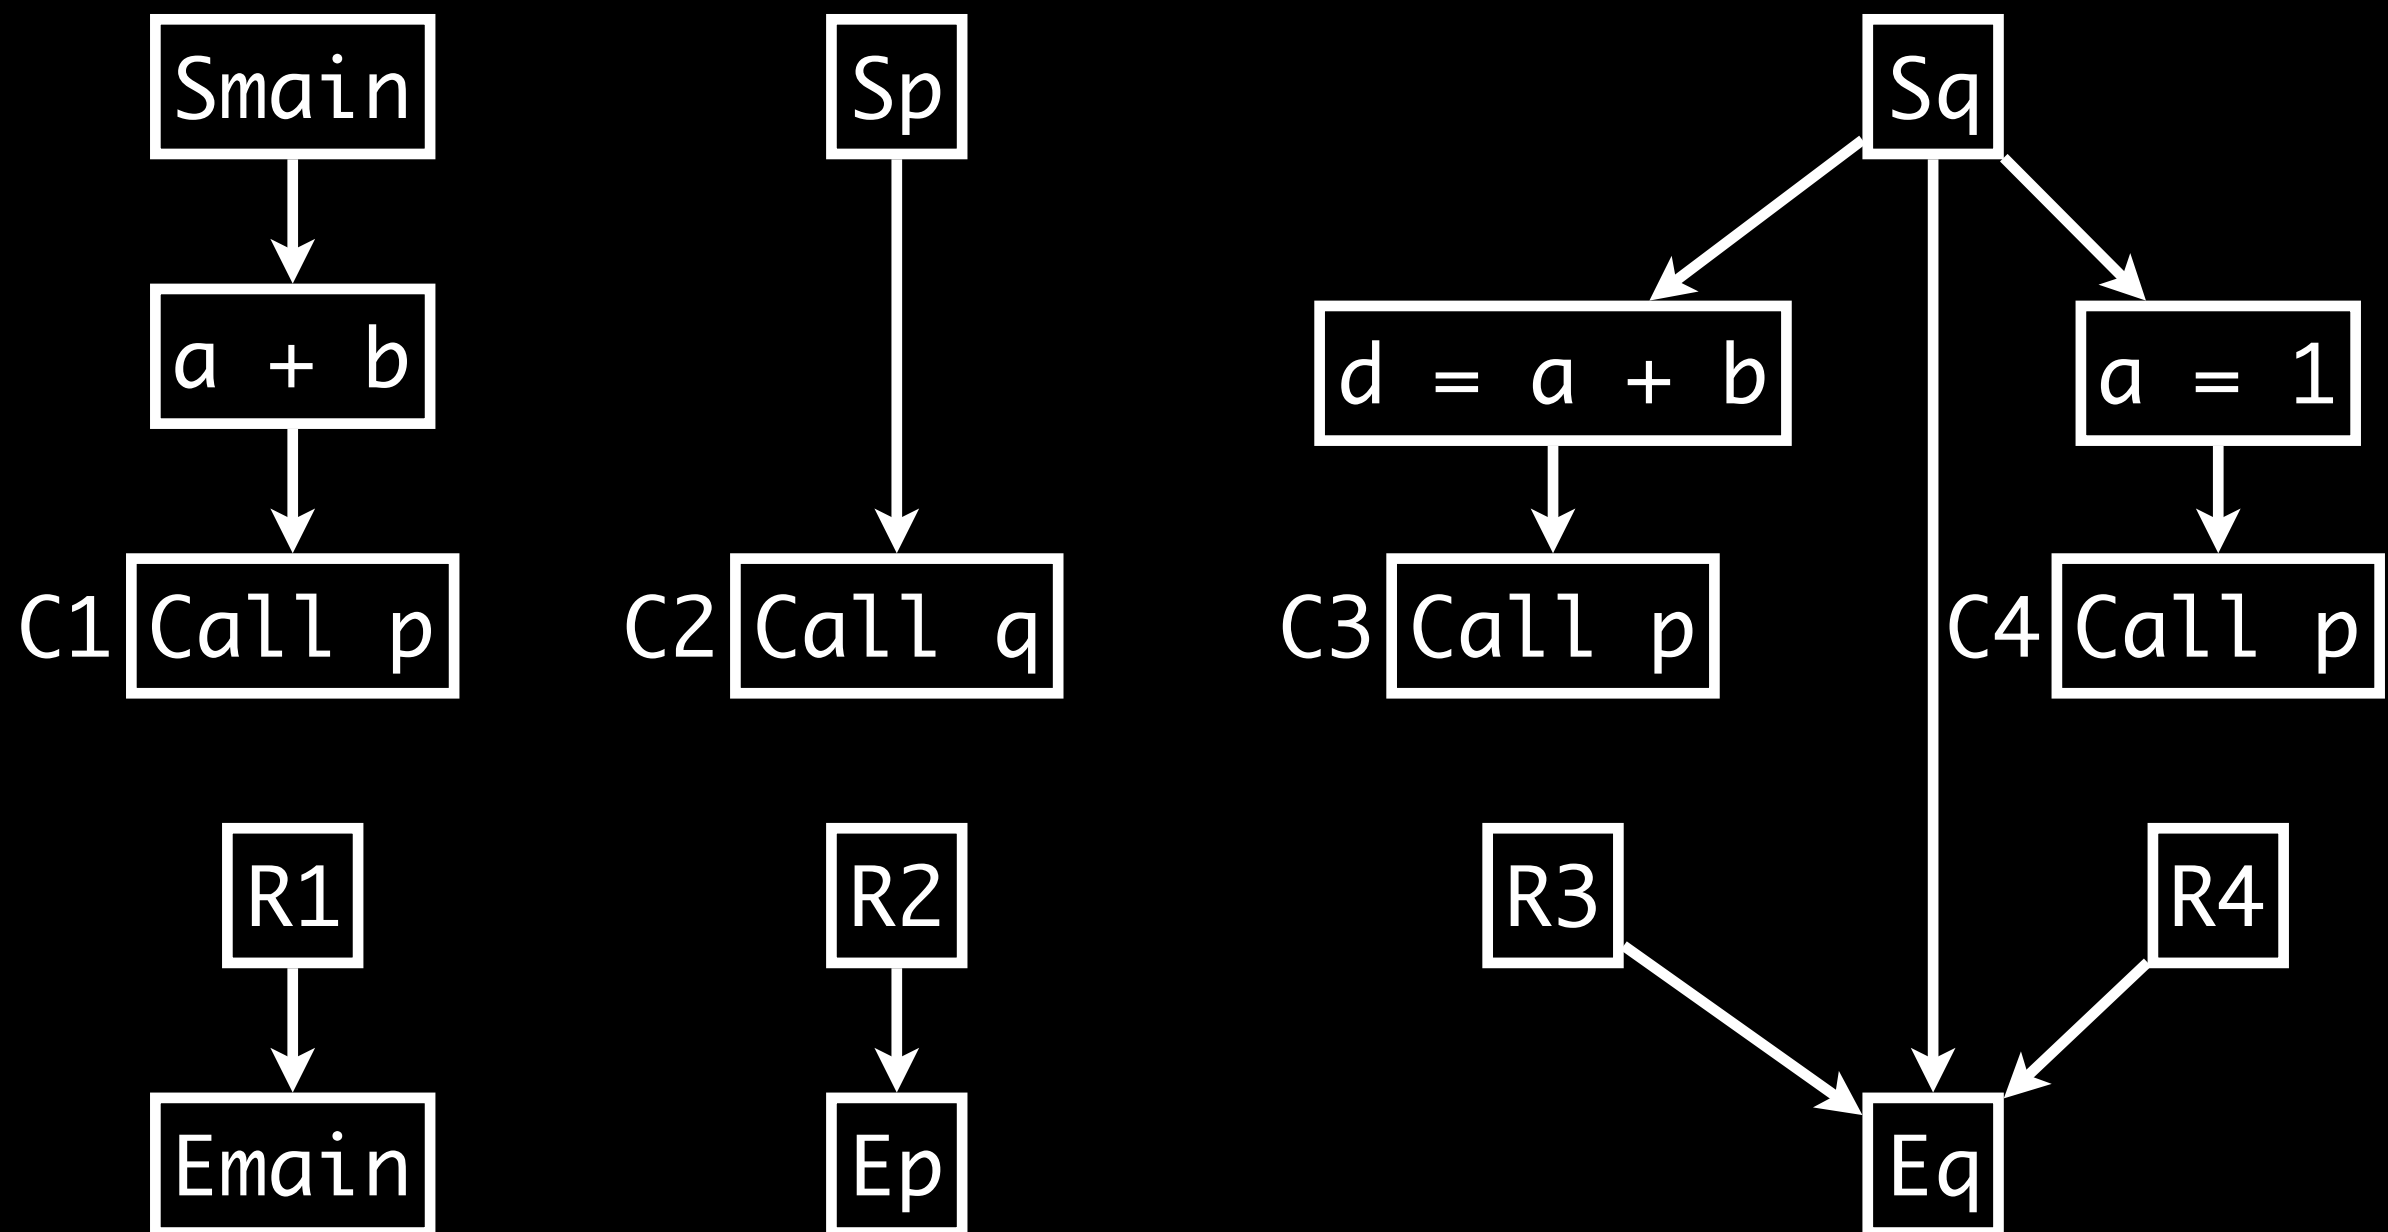 Smain
Sp
Sq
a + b
d = a + b
a = 1
C1
Call p
C2
Call q
C3
Call p
C4
Call p
R1
R2
R3
R4
Emain
Ep
Eq